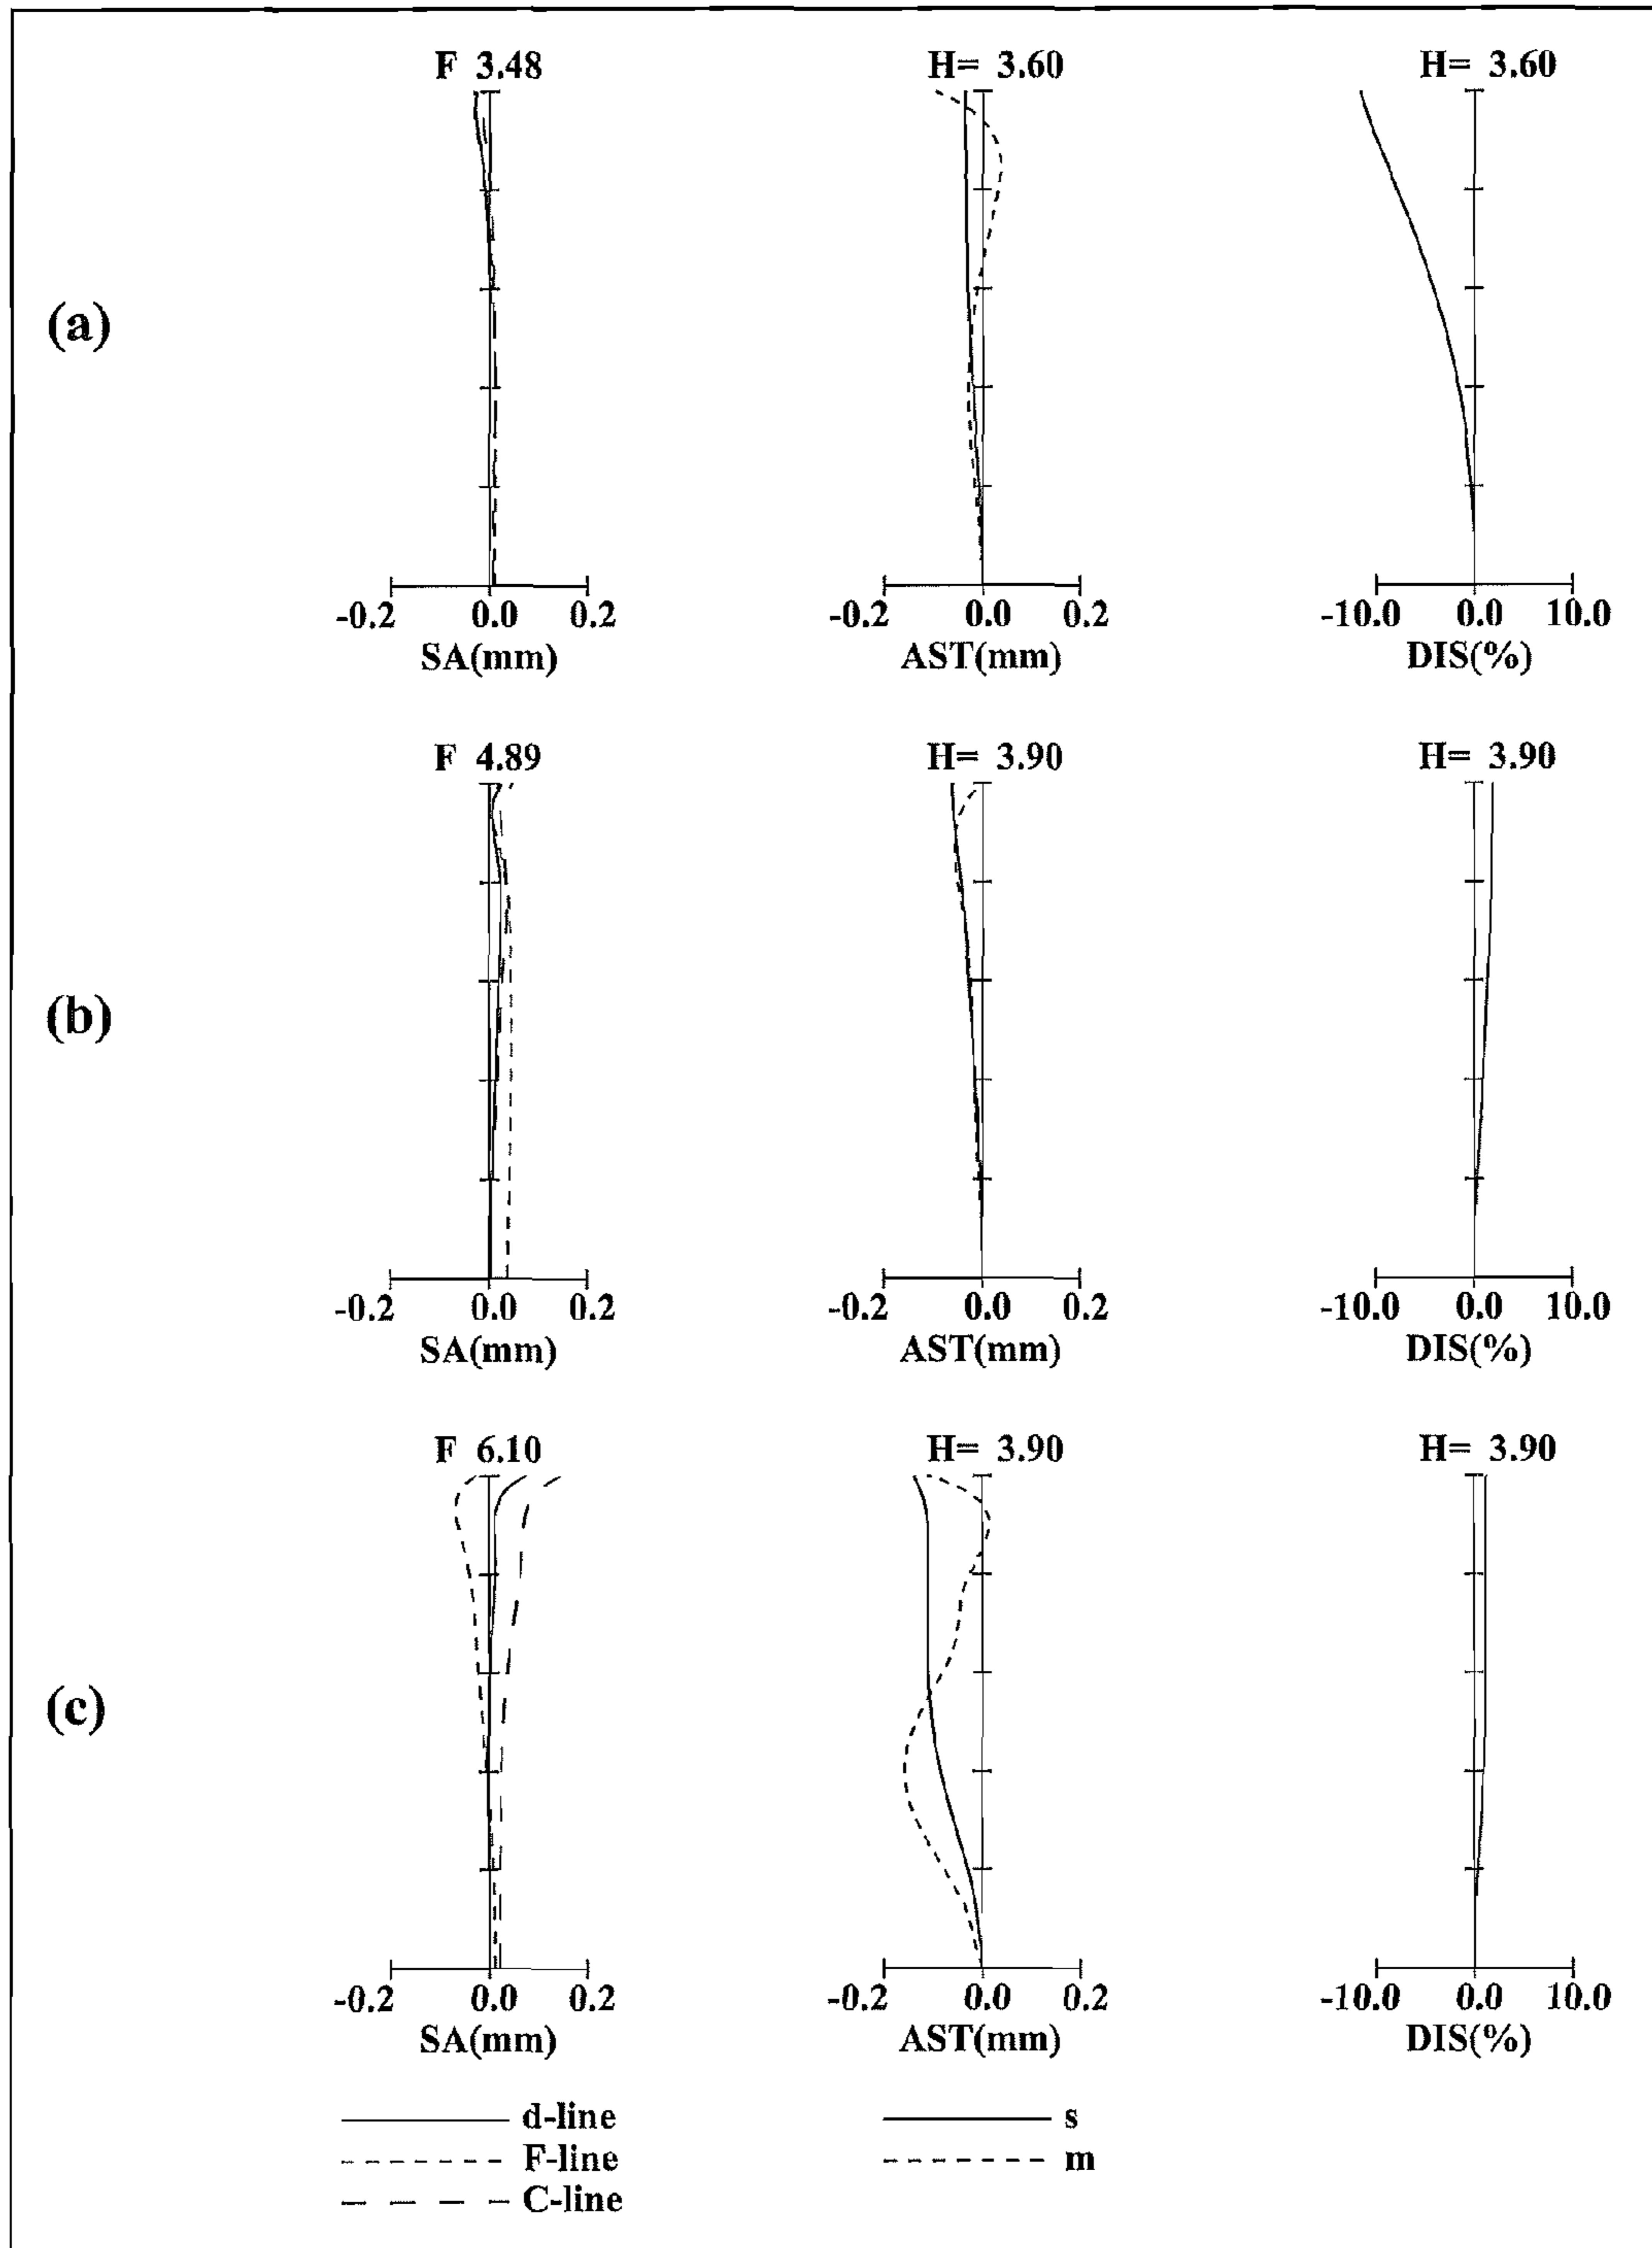 F 3.48 H= 3.60 H= 3.60
(a)
-0.2 0.0 0.2 -0.2 0.0 0.2 -10.0 0.0 10.0
SA(mm) AST(mm) DIS(%)
F 4.89 H= 3.90 H= 3.90
(b)
-0.2 0.0 0.2 -0.2 0.0 0.2 -10.0 0.0 10.0
SA(mm) AST(mm) DIS(%)
F 6.10 H= 3.90 H= 3.90
(c)
-0.2 0.0 0.2 -0.2 0.0 0.2 -10.0 0.0 10.0
SA(mm) AST(mm) DIS(%)
d-line s
F-line m
C-line